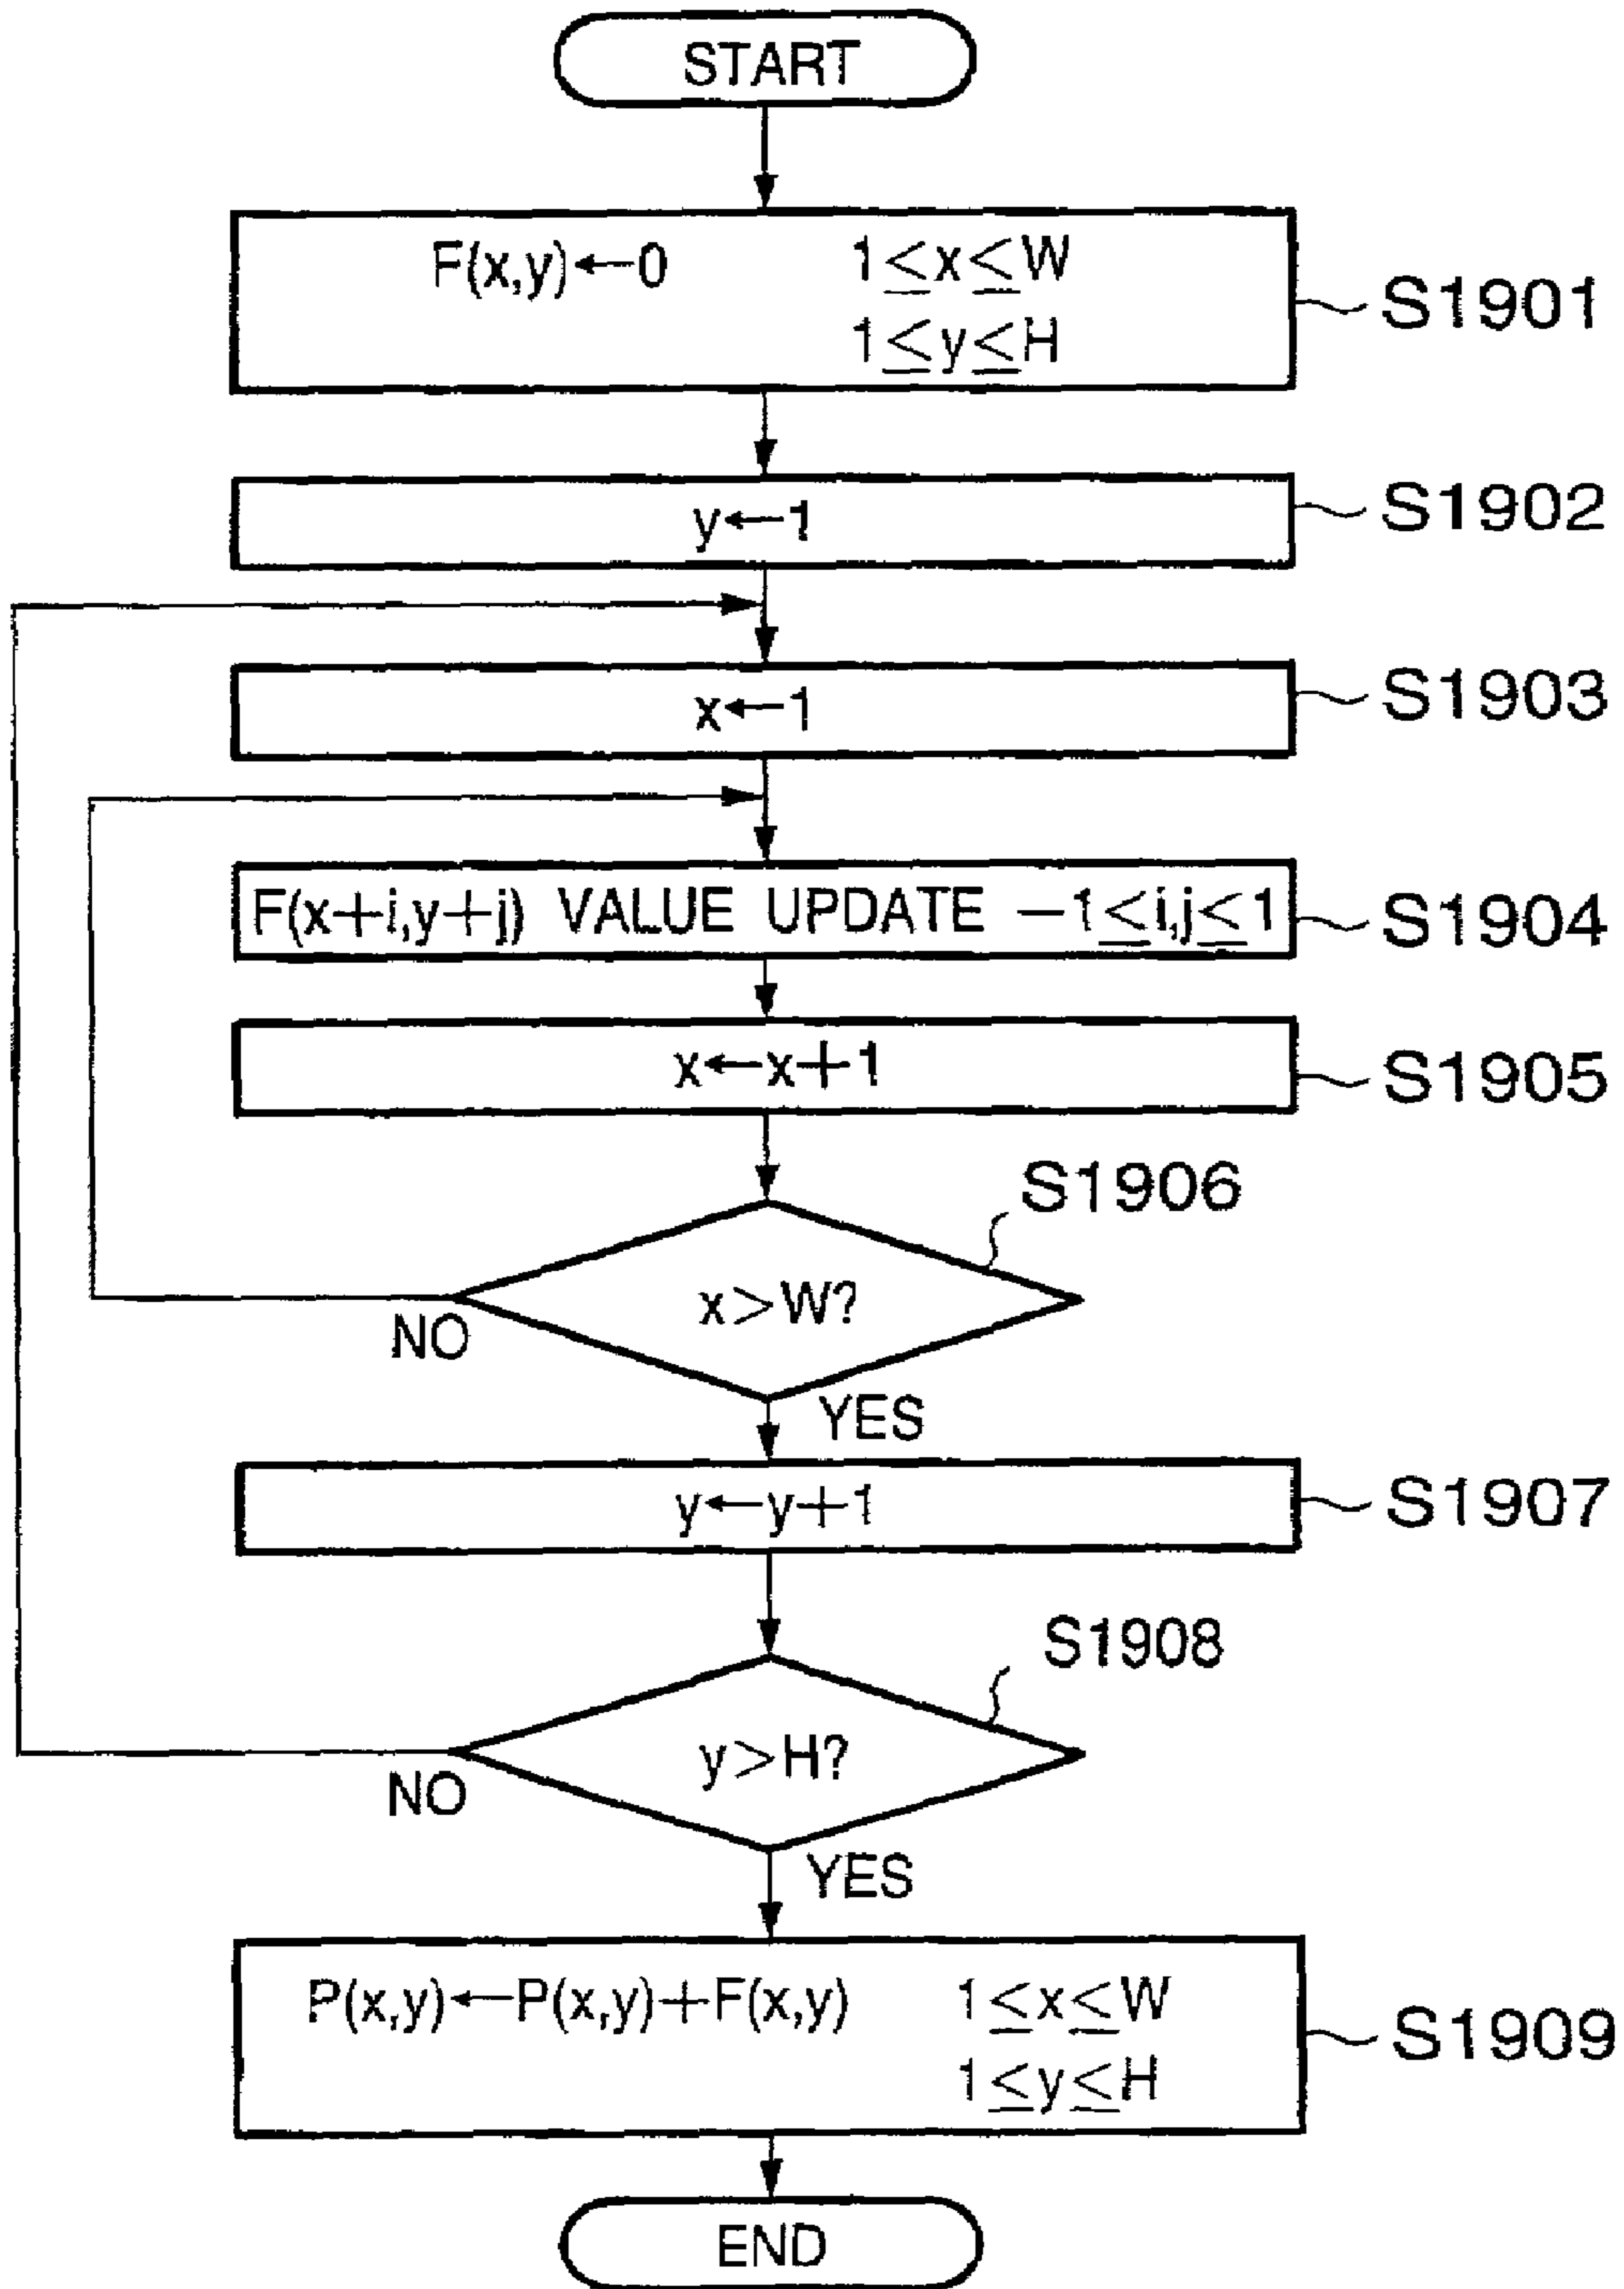 START
F(x,y)←0 1≤x≤W
1≤y≤H
S1901
y←1
S1902
x←1
S1903
F(x+i,y+j) VALUE UPDATE −1≤i,j≤1
S1904
x←x+1
S1905
S1906
x>W?
NO
YES
y←y+1
S1907
S1908
y>H?
NO
YES
P(x,y)←P(x,y)+F(x,y) 1≤x≤W
1≤y≤H
S1909
END